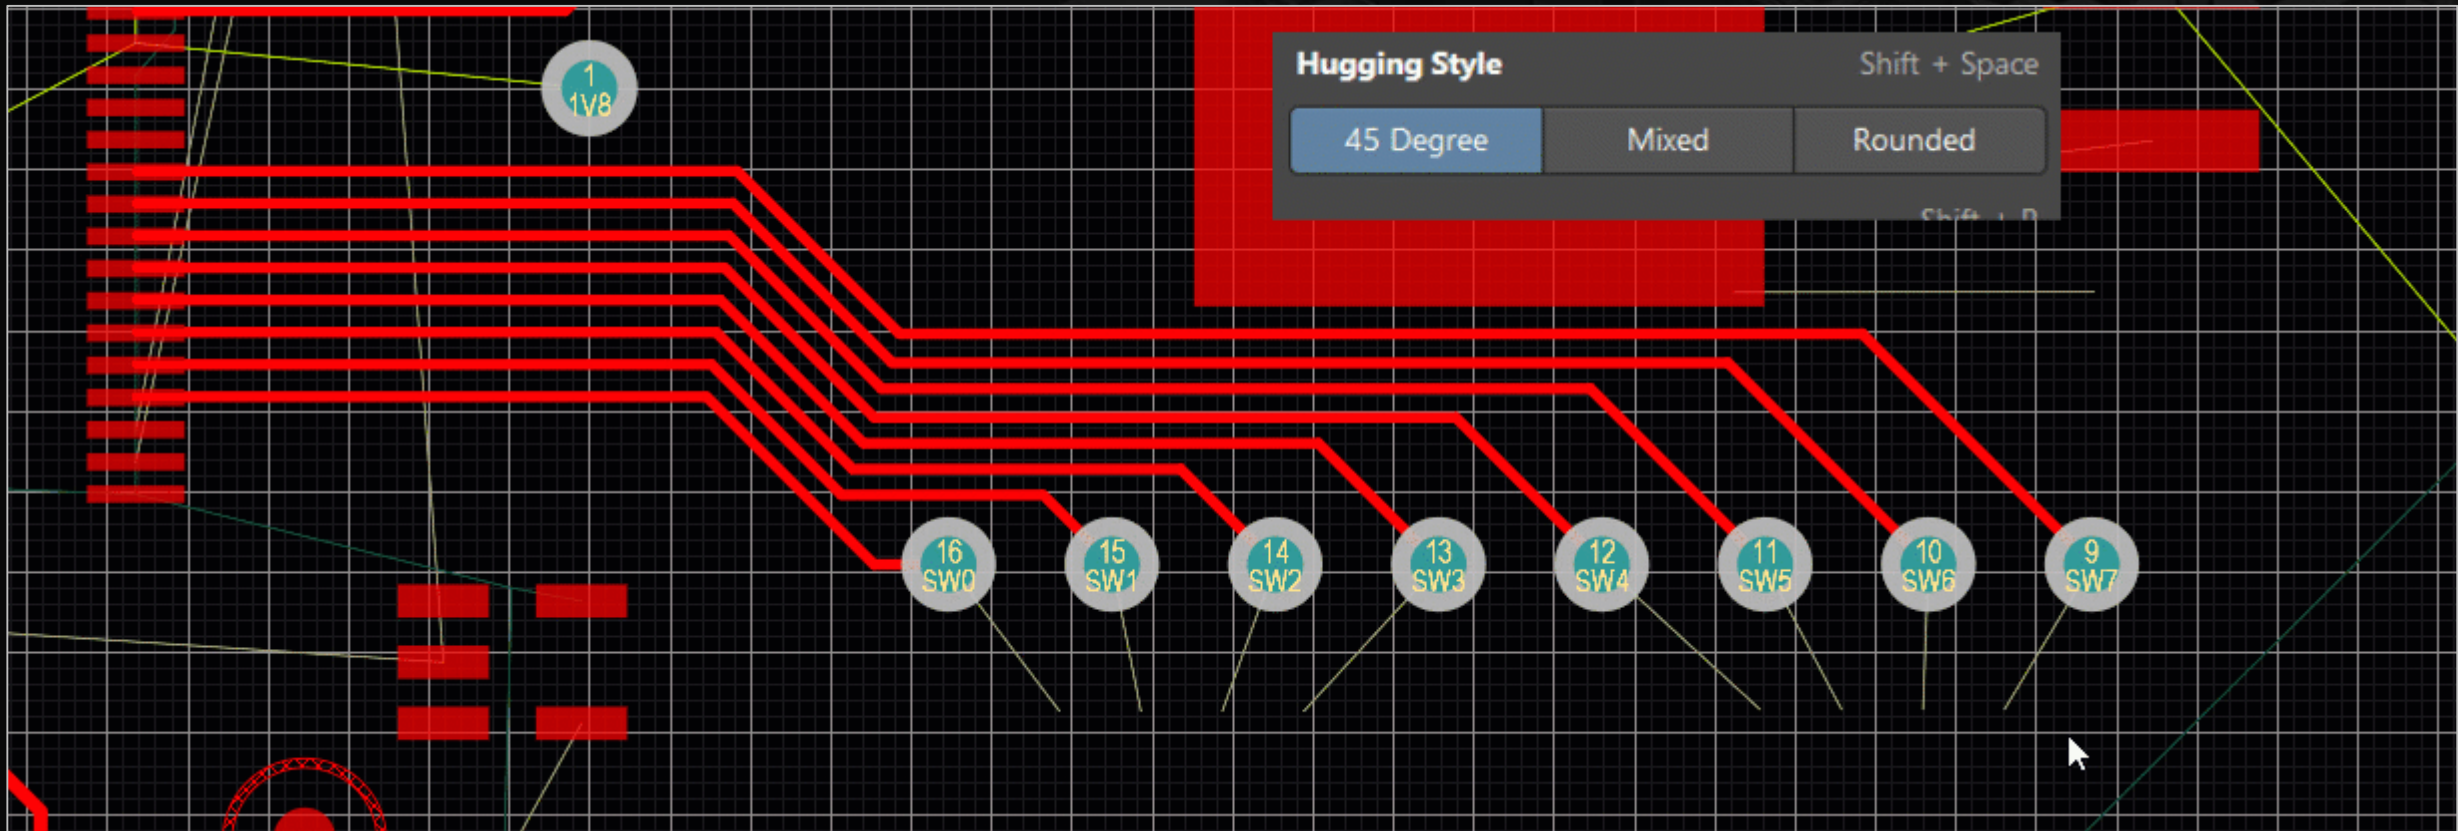 Hugging Style
Shift + Space
45 Degree
Mixed
Rounded
Shift + R
1
1V8
16
SW0
15
SW1
14
SW2
13
SW3
12
SW4
11
SW5
10
SW6
9
SW7